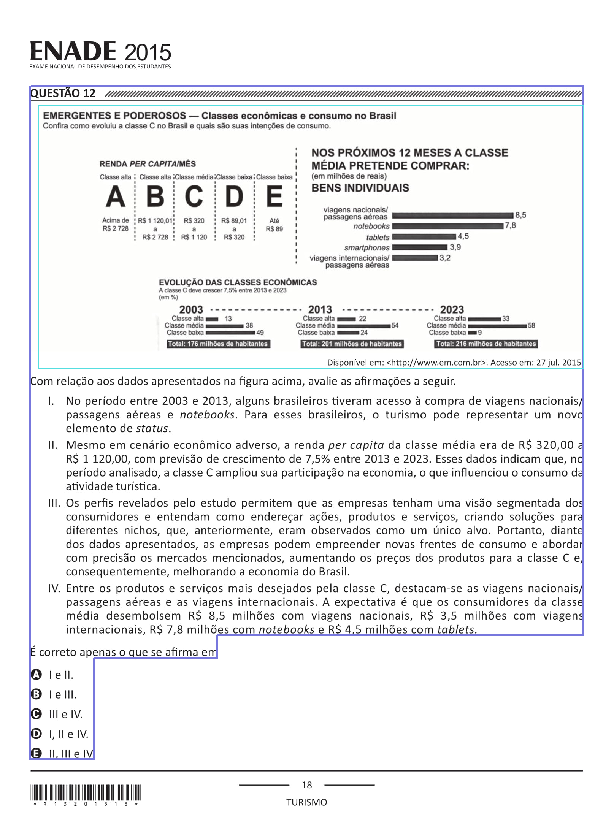 ENADE 2015
EXAME NACIONAL DE DESEMPENHO DOS ESTUDANTES
QUESTÃO 12
EMERGENTES E PODEROSOS — Classes econômicas e consumo no Brasil
Confira como evoluiu a classe C no Brasil e quais são suas intenções de consumo.
RENDA PER CAPITA/MÊS
Classe alta Classe alta Classe média Classe baixa Classe baixa
A B C D E
Acima de R$ 2 728
R$ 1 120,01 a R$ 2 728
R$ 320 a R$ 1 120
R$ 89,01 a R$ 320
Até R$ 89
NOS PRÓXIMOS 12 MESES A CLASSE
MÉDIA PRETENDE COMPRAR:
(em milhões de reais)
BENS INDIVIDUAIS
viagens nacionais/
passagens aéreas 8,5
notebooks 7,8
tablets 4,5
smartphones 3,9
viagens internacionais/
passagens aéreas 3,2
EVOLUÇÃO DAS CLASSES ECONÔMICAS
A classe C deve crescer 7,5% entre 2013 e 2023
(em %)
2003 2013 2023
Classe alta 13 Classe alta 22 Classe alta 33
Classe média 38 Classe média 54 Classe média 58
Classe baixa 49 Classe baixa 24 Classe baixa 9
Total: 176 milhões de habitantes Total: 201 milhões de habitantes Total: 216 milhões de habitantes
Disponível em: <http://www.em.com.br>. Acesso em: 27 jul. 2015
Com relação aos dados apresentados na figura acima, avalie as afirmações a seguir.
I. No período entre 2003 e 2013, alguns brasileiros tiveram acesso à compra de viagens nacionais/
passagens aéreas e notebooks. Para esses brasileiros, o turismo pode representar um novo
elemento de status.
II. Mesmo em cenário econômico adverso, a renda per capita da classe média era de R$ 320,00 a
R$ 1 120,00, com previsão de crescimento de 7,5% entre 2013 e 2023. Esses dados indicam que, no
período analisado, a classe C ampliou sua participação na economia, o que influenciou o consumo da
atividade turística.
III. Os perfis revelados pelo estudo permitem que as empresas tenham uma visão segmentada dos
consumidores e entendam como endereçar ações, produtos e serviços, criando soluções para
diferentes nichos, que, anteriormente, eram observados como um único alvo. Portanto, diante
dos dados apresentados, as empresas podem empreender novas frentes de consumo e abordar
com precisão os mercados mencionados, aumentando os preços dos produtos para a classe C e,
consequentemente, melhorando a economia do Brasil.
IV. Entre os produtos e serviços mais desejados pela classe C, destacam-se as viagens nacionais/
passagens aéreas e as viagens internacionais. A expectativa é que os consumidores da classe
média desembolsem R$ 8,5 milhões com viagens nacionais, R$ 3,5 milhões com viagens
internacionais, R$ 7,8 milhões com notebooks e R$ 4,5 milhões com tablets.
É correto apenas o que se afirma em
A I e II.
B I e III.
C III e IV.
D I, II e IV.
E II, III e IV
18
TURISMO